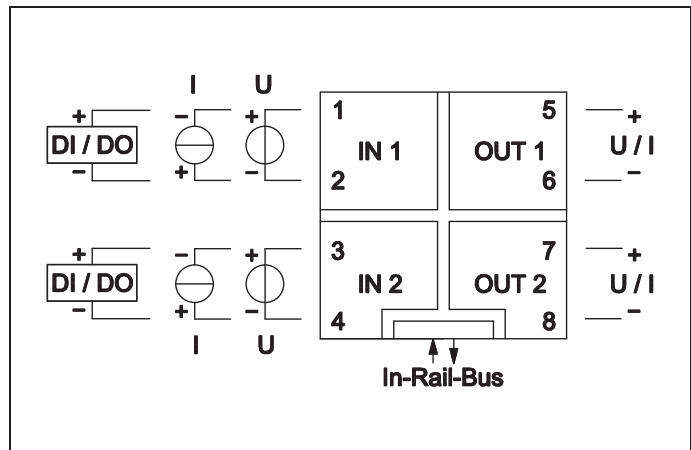 I U
+ - + 1 5 +
DI / DO IN 1 OUT 1 U / I
- + - 2 6 -
+ - + 3 7 +
DI / DO IN 2 OUT 2 U / I
- + - 4 8 -
I U
In-Rail-Bus